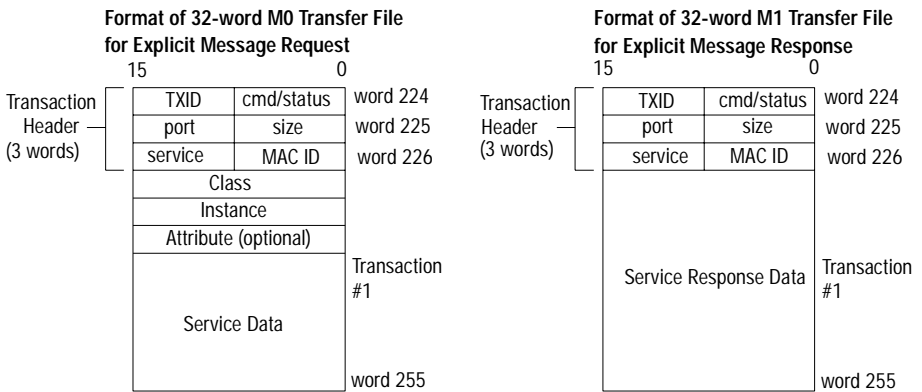 Format of 32-word M0 Transfer File
for Explicit Message Request
15 0
Transaction
Header
(3 words)
TXID cmd/status word 224
port size word 225
service MAC ID word 226
Class
Instance
Attribute (optional)
Transaction
#1
Service Data
word 255
Format of 32-word M1 Transfer File
for Explicit Message Response
15 0
Transaction
Header
(3 words)
TXID cmd/status word 224
port size word 225
service MAC ID word 226
Service Response Data
Transaction
#1
word 255